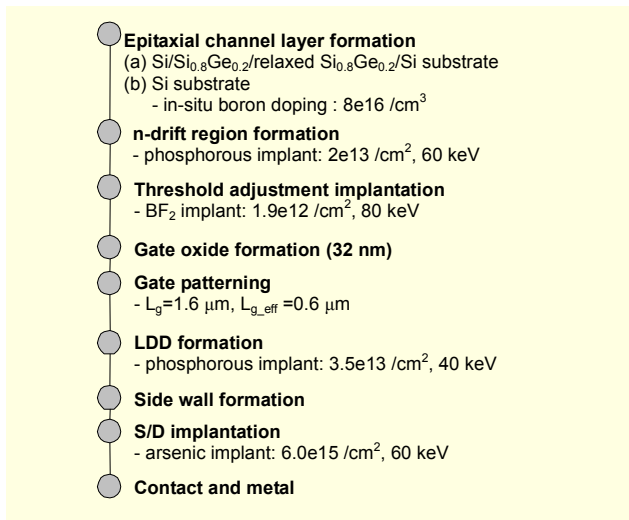 Epitaxial channel layer formation
(a) Si/Si0.8Ge0.2/relaxed Si0.8Ge0.2/Si substrate
(b) Si substrate
- in-situ boron doping : 8e16 /cm3
n-drift region formation
- phosphorous implant: 2e13 /cm2, 60 keV
Threshold adjustment implantation
- BF2 implant: 1.9e12 /cm2, 80 keV
Gate oxide formation (32 nm)
Gate patterning
- Lg=1.6 μm, Lg_eff =0.6 μm
LDD formation
- phosphorous implant: 3.5e13 /cm2, 40 keV
Side wall formation
S/D implantation
- arsenic implant: 6.0e15 /cm2, 60 keV
Contact and metal